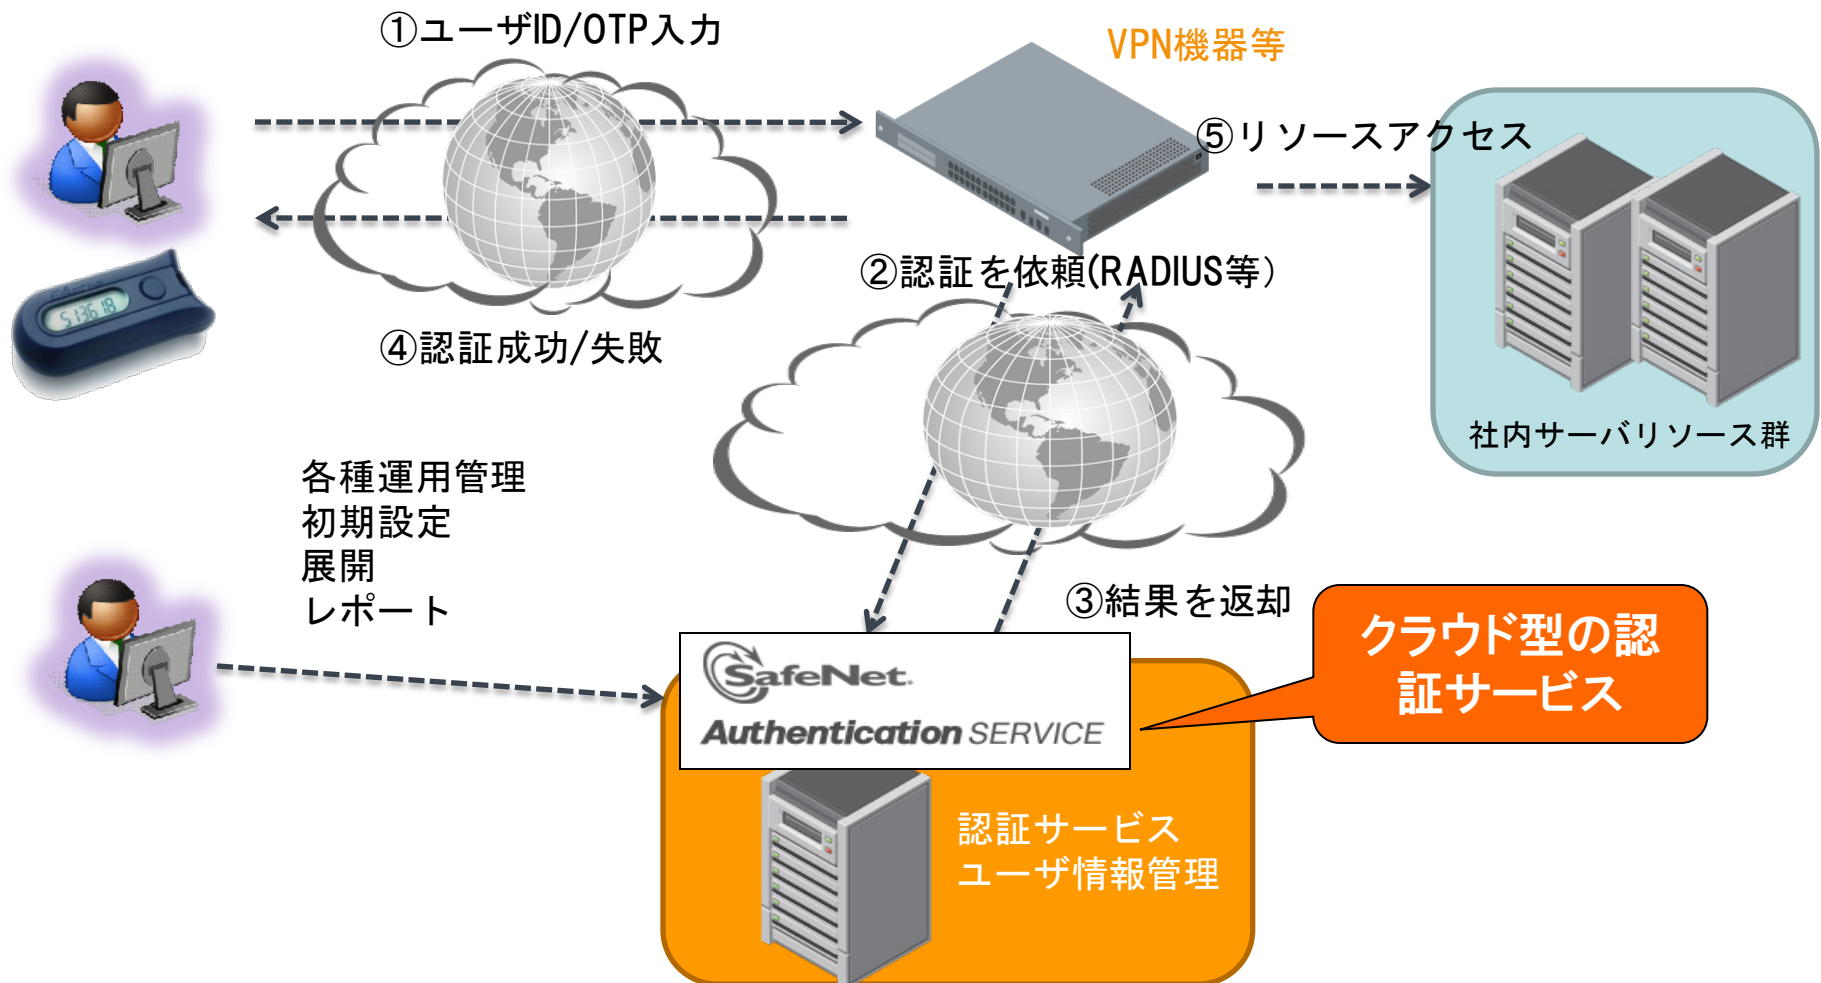 ①ユーザID/OTP入力
VPN機器等
⑤リソースアクセス
②認証を依頼(RADIUS等)
513618
④認証成功/失敗
社内サーバリソース群
各種運用管理
初期設定
展開
レポート
③結果を返却
クラウド型の認
証サービス
SafeNet.
Authentication SERVICE
認証サービス
ユーザ情報管理